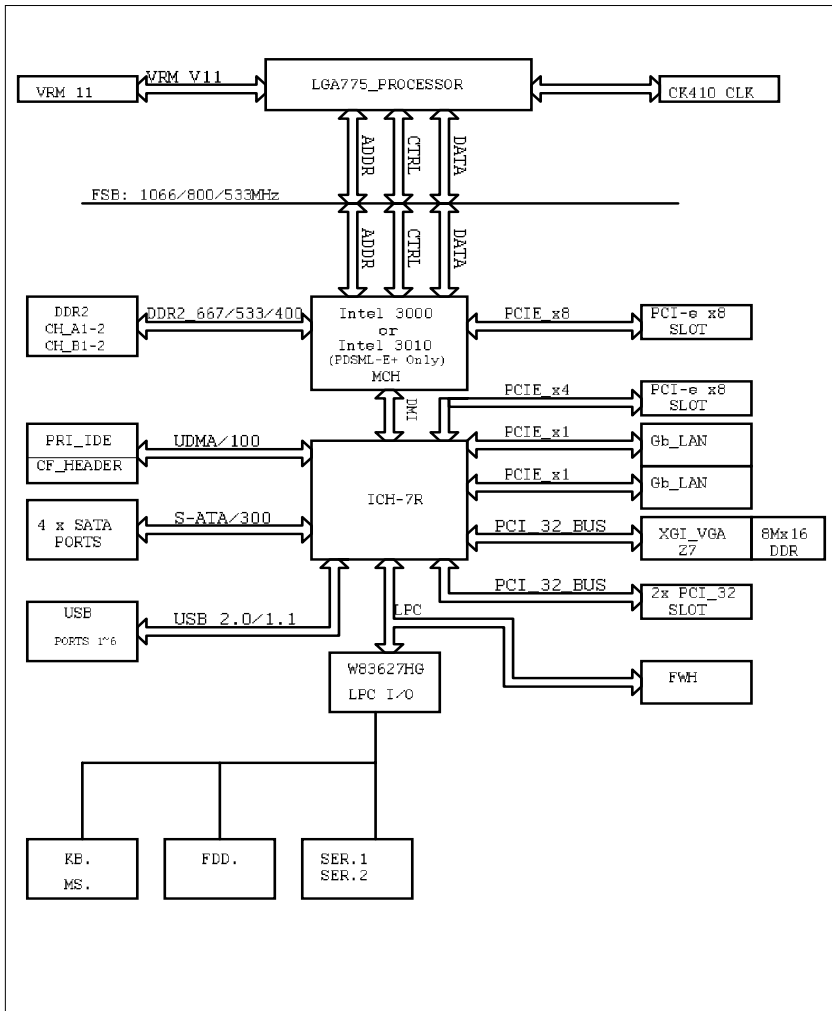 VRM V11
VRM 11
LGA775_PROCESSOR
CK410 CLK
ADDR
CTRL
DATA
FSB: 1066/800/533MHz
ADDR
CTRL
DATA
DDR2
CH_A1-2
CH_B1-2
DDR2_667/533/400
Intel 3000
or
Intel 3010
(PDSML-E+ Only)
MCH
PCIE_x8
PCI-e x8
SLOT
DMI
PCIE_x4
PCI-e x8
SLOT
PRI_IDE
CF_HEADER
UDMA/100
ICH-7R
PCIE_x1
Gb_LAN
PCIE_x1
Gb_LAN
4 x SATA
PORTS
S-ATA/300
PCI_32_BUS
XGI_VGA
Z7
8Mx16
DDR
PCI_32_BUS
2x PCI_32
SLOT
USB
PORTS 1~6
USB 2.0/1.1
LPC
W83627HG
LPC I/O
FWH
KB.
MS.
FDD.
SER.1
SER.2